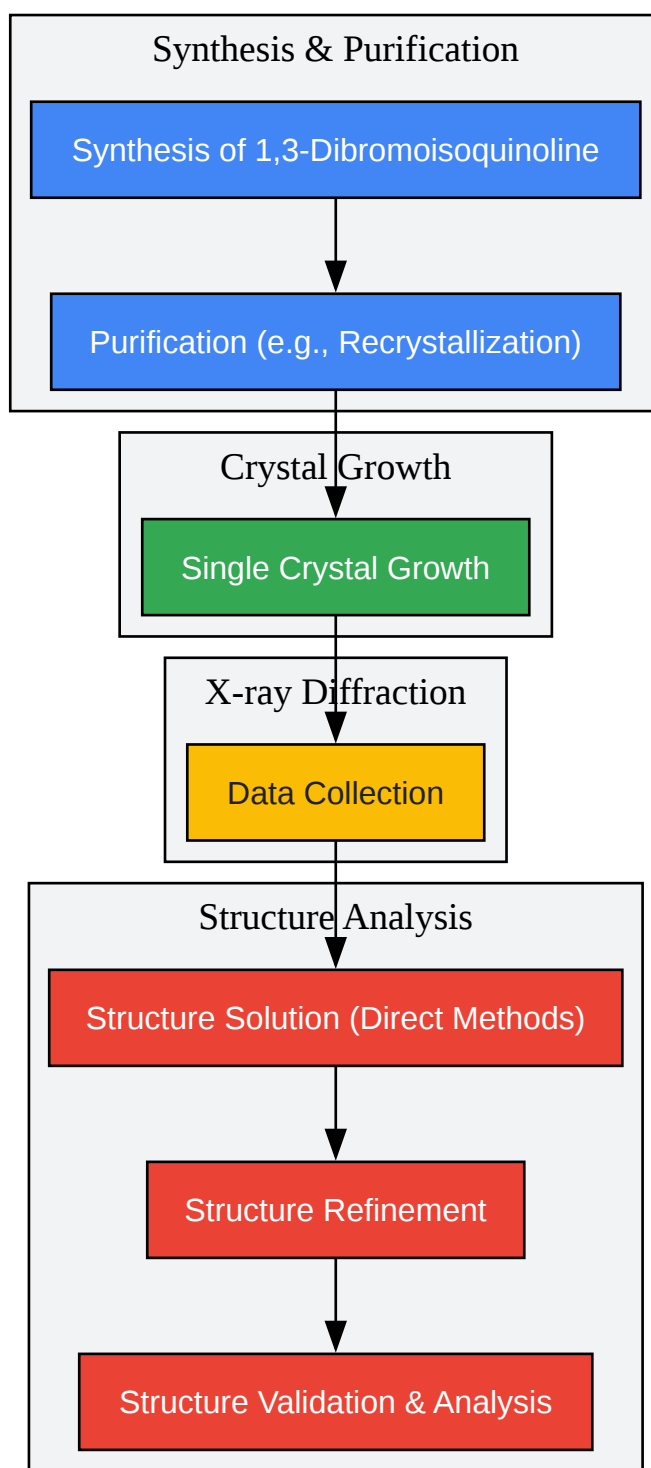 Synthesis & Purification
Synthesis of 1,3-Dibromoisoquinoline
Purification (e.g., Recrystallization)
Crystal Growth
Single Crystal Growth
X-ray Diffraction
Data Collection
Structure Analysis
Structure Solution (Direct Methods)
Structure Refinement
Structure Validation & Analysis